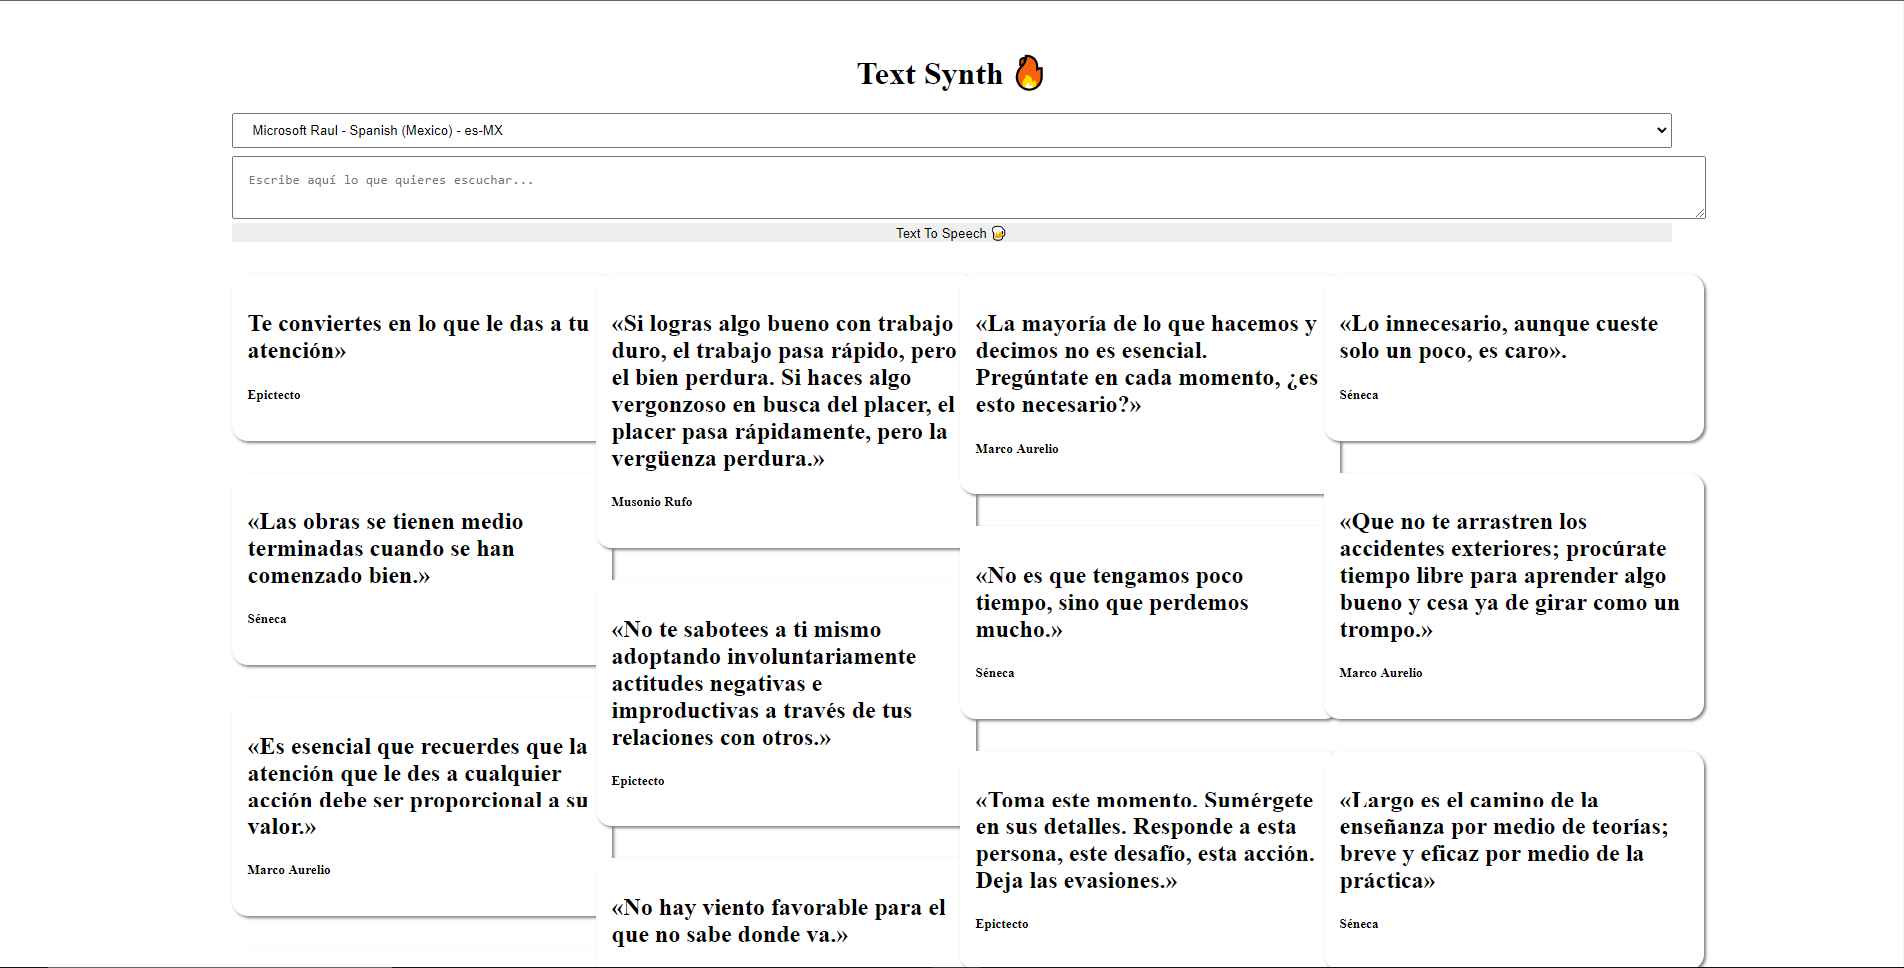 Text Synth 🔥
Microsoft Raul - Spanish (Mexico) - es-MX
Escribe aquí lo que quieres escuchar...
Text To Speech 🍺
Te conviertes en lo que le das a tu
atención»
Epictecto
«Las obras se tienen medio
terminadas cuando se han
comenzado bien.»
Séneca
«Es esencial que recuerdes que la
atención que le des a cualquier
acción debe ser proporcional a su
valor.»
Marco Aurelio
«Si logras algo bueno con trabajo
duro, el trabajo pasa rápido, pero
el bien perdura. Si haces algo
vergonzoso en busca del placer, el
placer pasa rápidamente, pero la
vergüenza perdura.»
Musonio Rufo
«No te sabotees a ti mismo
adoptando involuntariamente
actitudes negativas e
improductivas a través de tus
relaciones con otros.»
Epictecto
«No hay viento favorable para el
que no sabe donde va.»
«La mayoría de lo que hacemos y
decimos no es esencial.
Pregúntate en cada momento, ¿es
esto necesario?»
Marco Aurelio
«No es que tengamos poco
tiempo, sino que perdemos
mucho.»
Séneca
«Toma este momento. Sumérgete
en sus detalles. Responde a esta
persona, este desafío, esta acción.
Deja las evasiones.»
Epictecto
«Lo innecesario, aunque cueste
solo un poco, es caro».
Séneca
«Que no te arrastren los
accidentes exteriores; procúrate
tiempo libre para aprender algo
bueno y cesa ya de girar como un
trompo.»
Marco Aurelio
«Largo es el camino de la
enseñanza por medio de teorías;
breve y eficaz por medio de la
práctica»
Séneca